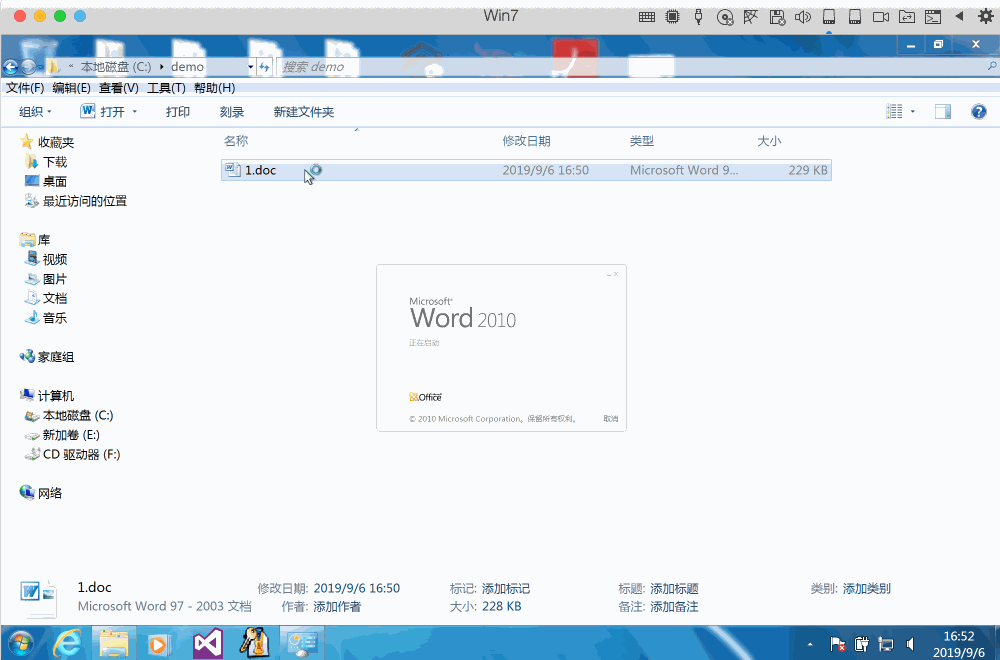 Win7
« 本地磁盘 (C:) ▸ demo
搜索 demo
文件(F) 编辑(E) 查看(V) 工具(T) 帮助(H)
组织 打开 打印 刻录 新建文件夹
名称 修改日期 类型 大小
1.doc 2019/9/6 16:50 Microsoft Word 9... 229 KB
收藏夹
下载
桌面
最近访问的位置
库
视频
图片
文档
音乐
家庭组
计算机
本地磁盘 (C:)
新加卷 (E:)
CD 驱动器 (F:)
网络
Microsoft®
Word 2010
正在启动
Office
© 2010 Microsoft Corporation。保留所有权利。 取消
1.doc 修改日期: 2019/9/6 16:50 标记: 添加标记 标题: 添加标题 类别: 添加类别
Microsoft Word 97 - 2003 文档 作者: 添加作者 大小: 228 KB 备注: 添加备注
16:52
2019/9/6